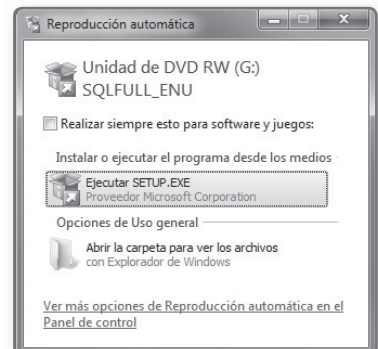 Reproducción automática
Unidad de DVD RW (G:)
SQLFULL_ENU
Realizar siempre esto para software y juegos:
Instalar o ejecutar el programa desde los medios
Ejecutar SETUP.EXE
Proveedor Microsoft Corporation
Opciones de Uso general
Abrir la carpeta para ver los archivos
con Explorador de Windows
Ver más opciones de Reproducción automática en el
Panel de control